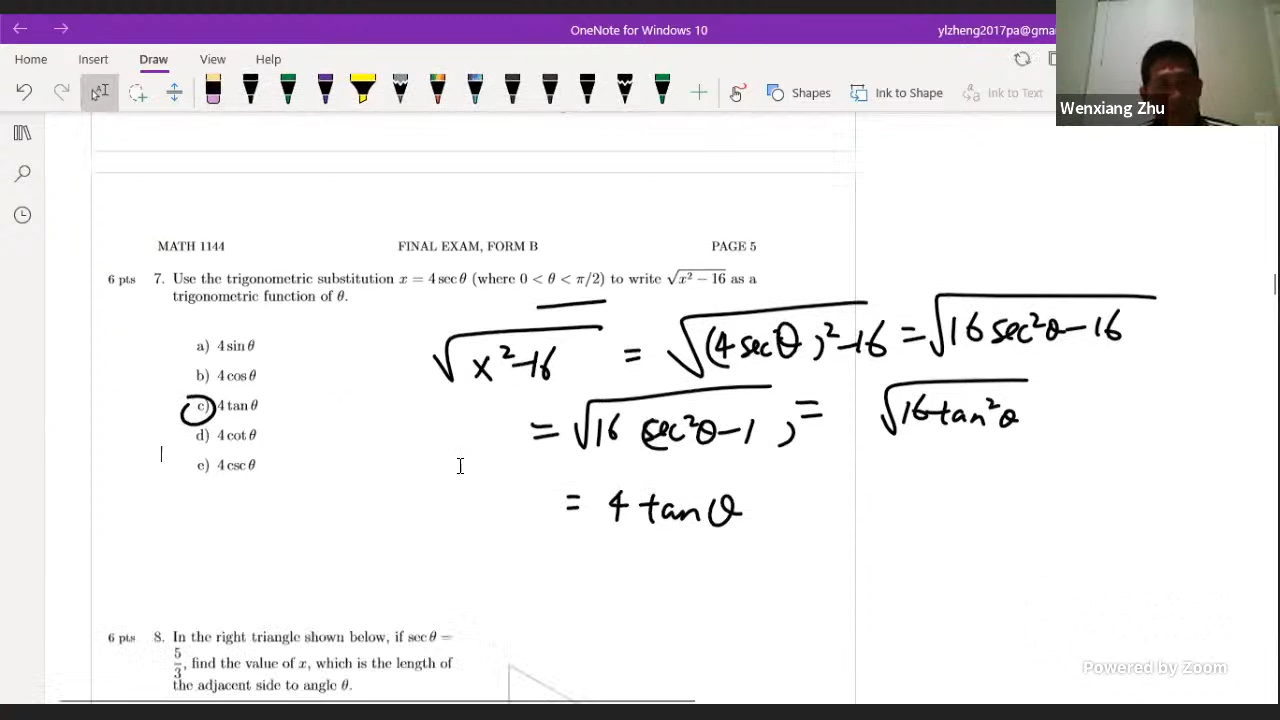 OneNote for Windows 10
ylzheng2017pa@gma
Home Insert Draw View Help
Shapes Ink to Shape Ink to Text
Wenxiang Zhu
MATH 1144 FINAL EXAM, FORM B PAGE 5
6 pts 7. Use the trigonometric substitution x = 4 sec θ (where 0 < θ < π/2) to write √x² − 16 as a
trigonometric function of θ.
a) 4 sin θ
b) 4 cos θ
c) 4 tan θ
d) 4 cot θ
e) 4 csc θ
√x²-16 = √(4 secθ)²-16 = √16 sec²θ-16
= √16 sec²θ-1) = √16tan²θ
= 4 tan θ
6 pts 8. In the right triangle shown below, if sec θ =
5/3, find the value of x, which is the length of
the adjacent side to angle θ.
Powered by Zoom